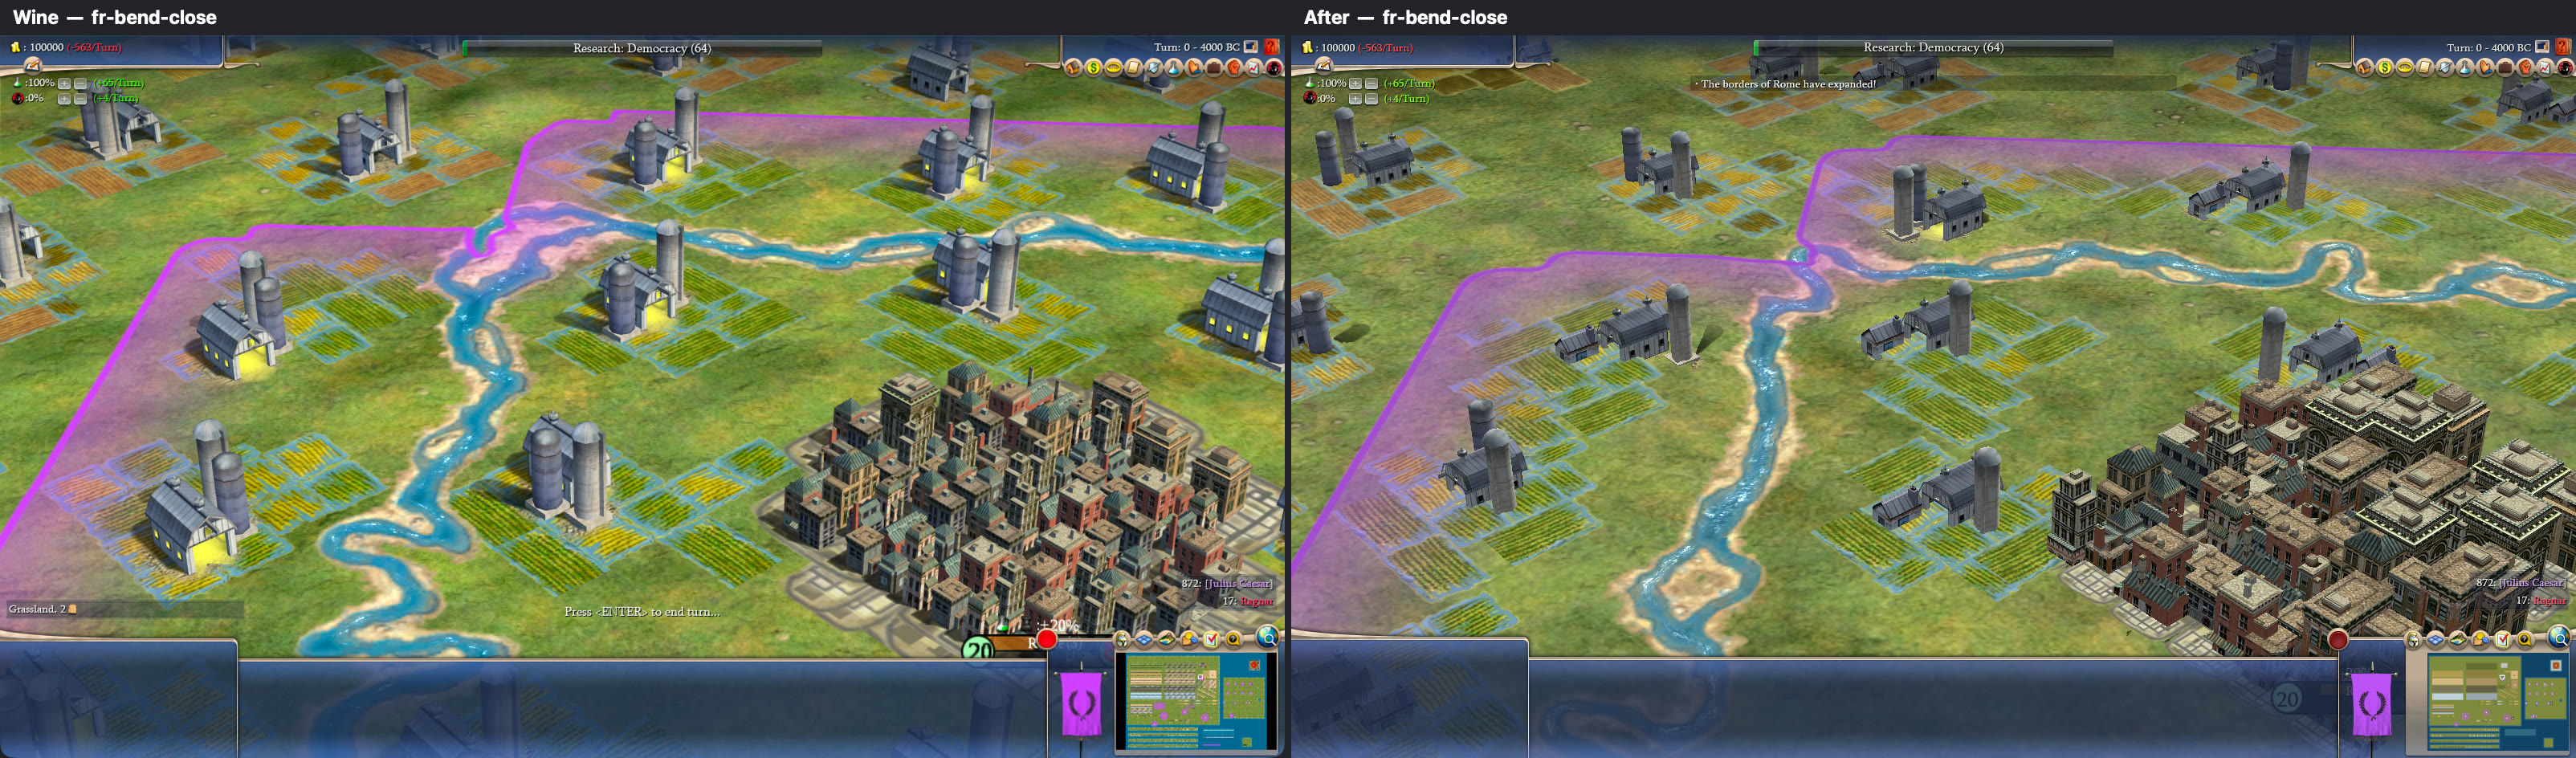 Wine — fr-bend-close
: 100000 (-563/Turn)
Research: Democracy (64)
Turn: 0 - 4000 BC
:100% (+65/Turn)
:0% (+4/Turn)
872: [Julius Caesar]
17: Ragnar
Grassland, 2
Press <ENTER> to end turn...
:+20%
20
After — fr-bend-close
: 100000 (-563/Turn)
Research: Democracy (64)
Turn: 0 - 4000 BC
· The borders of Rome have expanded!
:100% (+65/Turn)
:0% (+4/Turn)
872: [Julius Caesar]
17: Ragnar
20